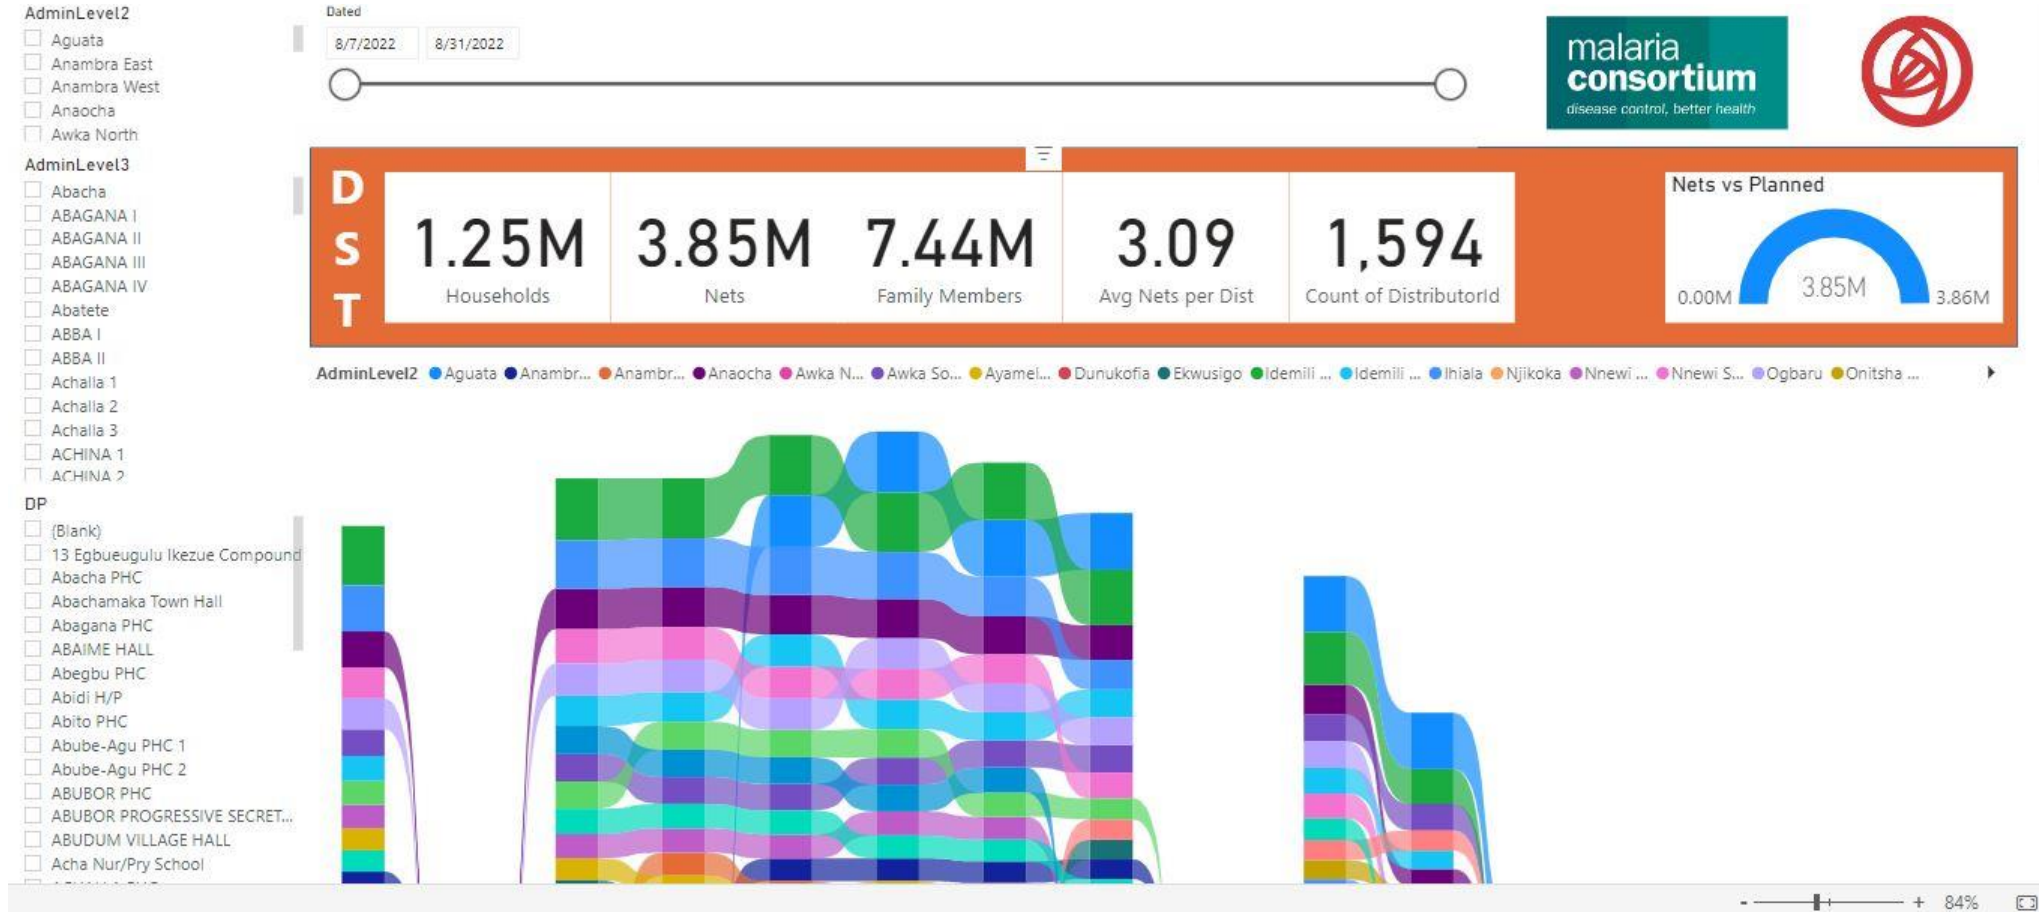 AdminLevel2
Aguata
Anambra East
Anambra West
Anaocha
Awka North
AdminLevel3
Abacha
ABAGANA I
ABAGANA II
ABAGANA III
ABAGANA IV
Abatete
ABBA I
ABBA II
Achalla 1
Achalla 2
Achalla 3
ACHINA 1
ACHINA 2
DP
(Blank)
13 Egbueugulu Ikezue Compound
Abacha PHC
Abachamaka Town Hall
Abagana PHC
ABAIME HALL
Abegbu PHC
Abidi H/P
Abito PHC
Abube-Agu PHC 1
Abube-Agu PHC 2
ABUBOR PHC
ABUBOR PROGRESSIVE SECRET...
ABUDUM VILLAGE HALL
Acha Nur/Pry School
Dated
8/7/2022 8/31/2022
malaria
consortium
disease control, better health
D
S
T
1.25M
Households
3.85M
Nets
7.44M
Family Members
3.09
Avg Nets per Dist
1,594
Count of DistributorId
Nets vs Planned
0.00M 3.85M 3.86M
AdminLevel2 Aguata Anambr... Anambr... Anaocha Awka N... Awka So... Ayamel... Dunukofia Ekwusigo Idemili ... Idemili ... Ihiala Njikoka Nnewi ... Nnewi S... Ogbaru Onitsha ...
- + 84%